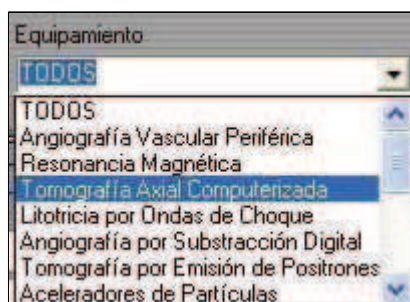 Equipamiento
TODOS
TODOS
Angiografía Vascular Periférica
Resonancia Magnética
Tomografía Axial Computerizada
Litotricia por Ondas de Choque
Angiografía por Substracción Digital
Tomografía por Emisión de Positrones
Aceleradores de Partículas